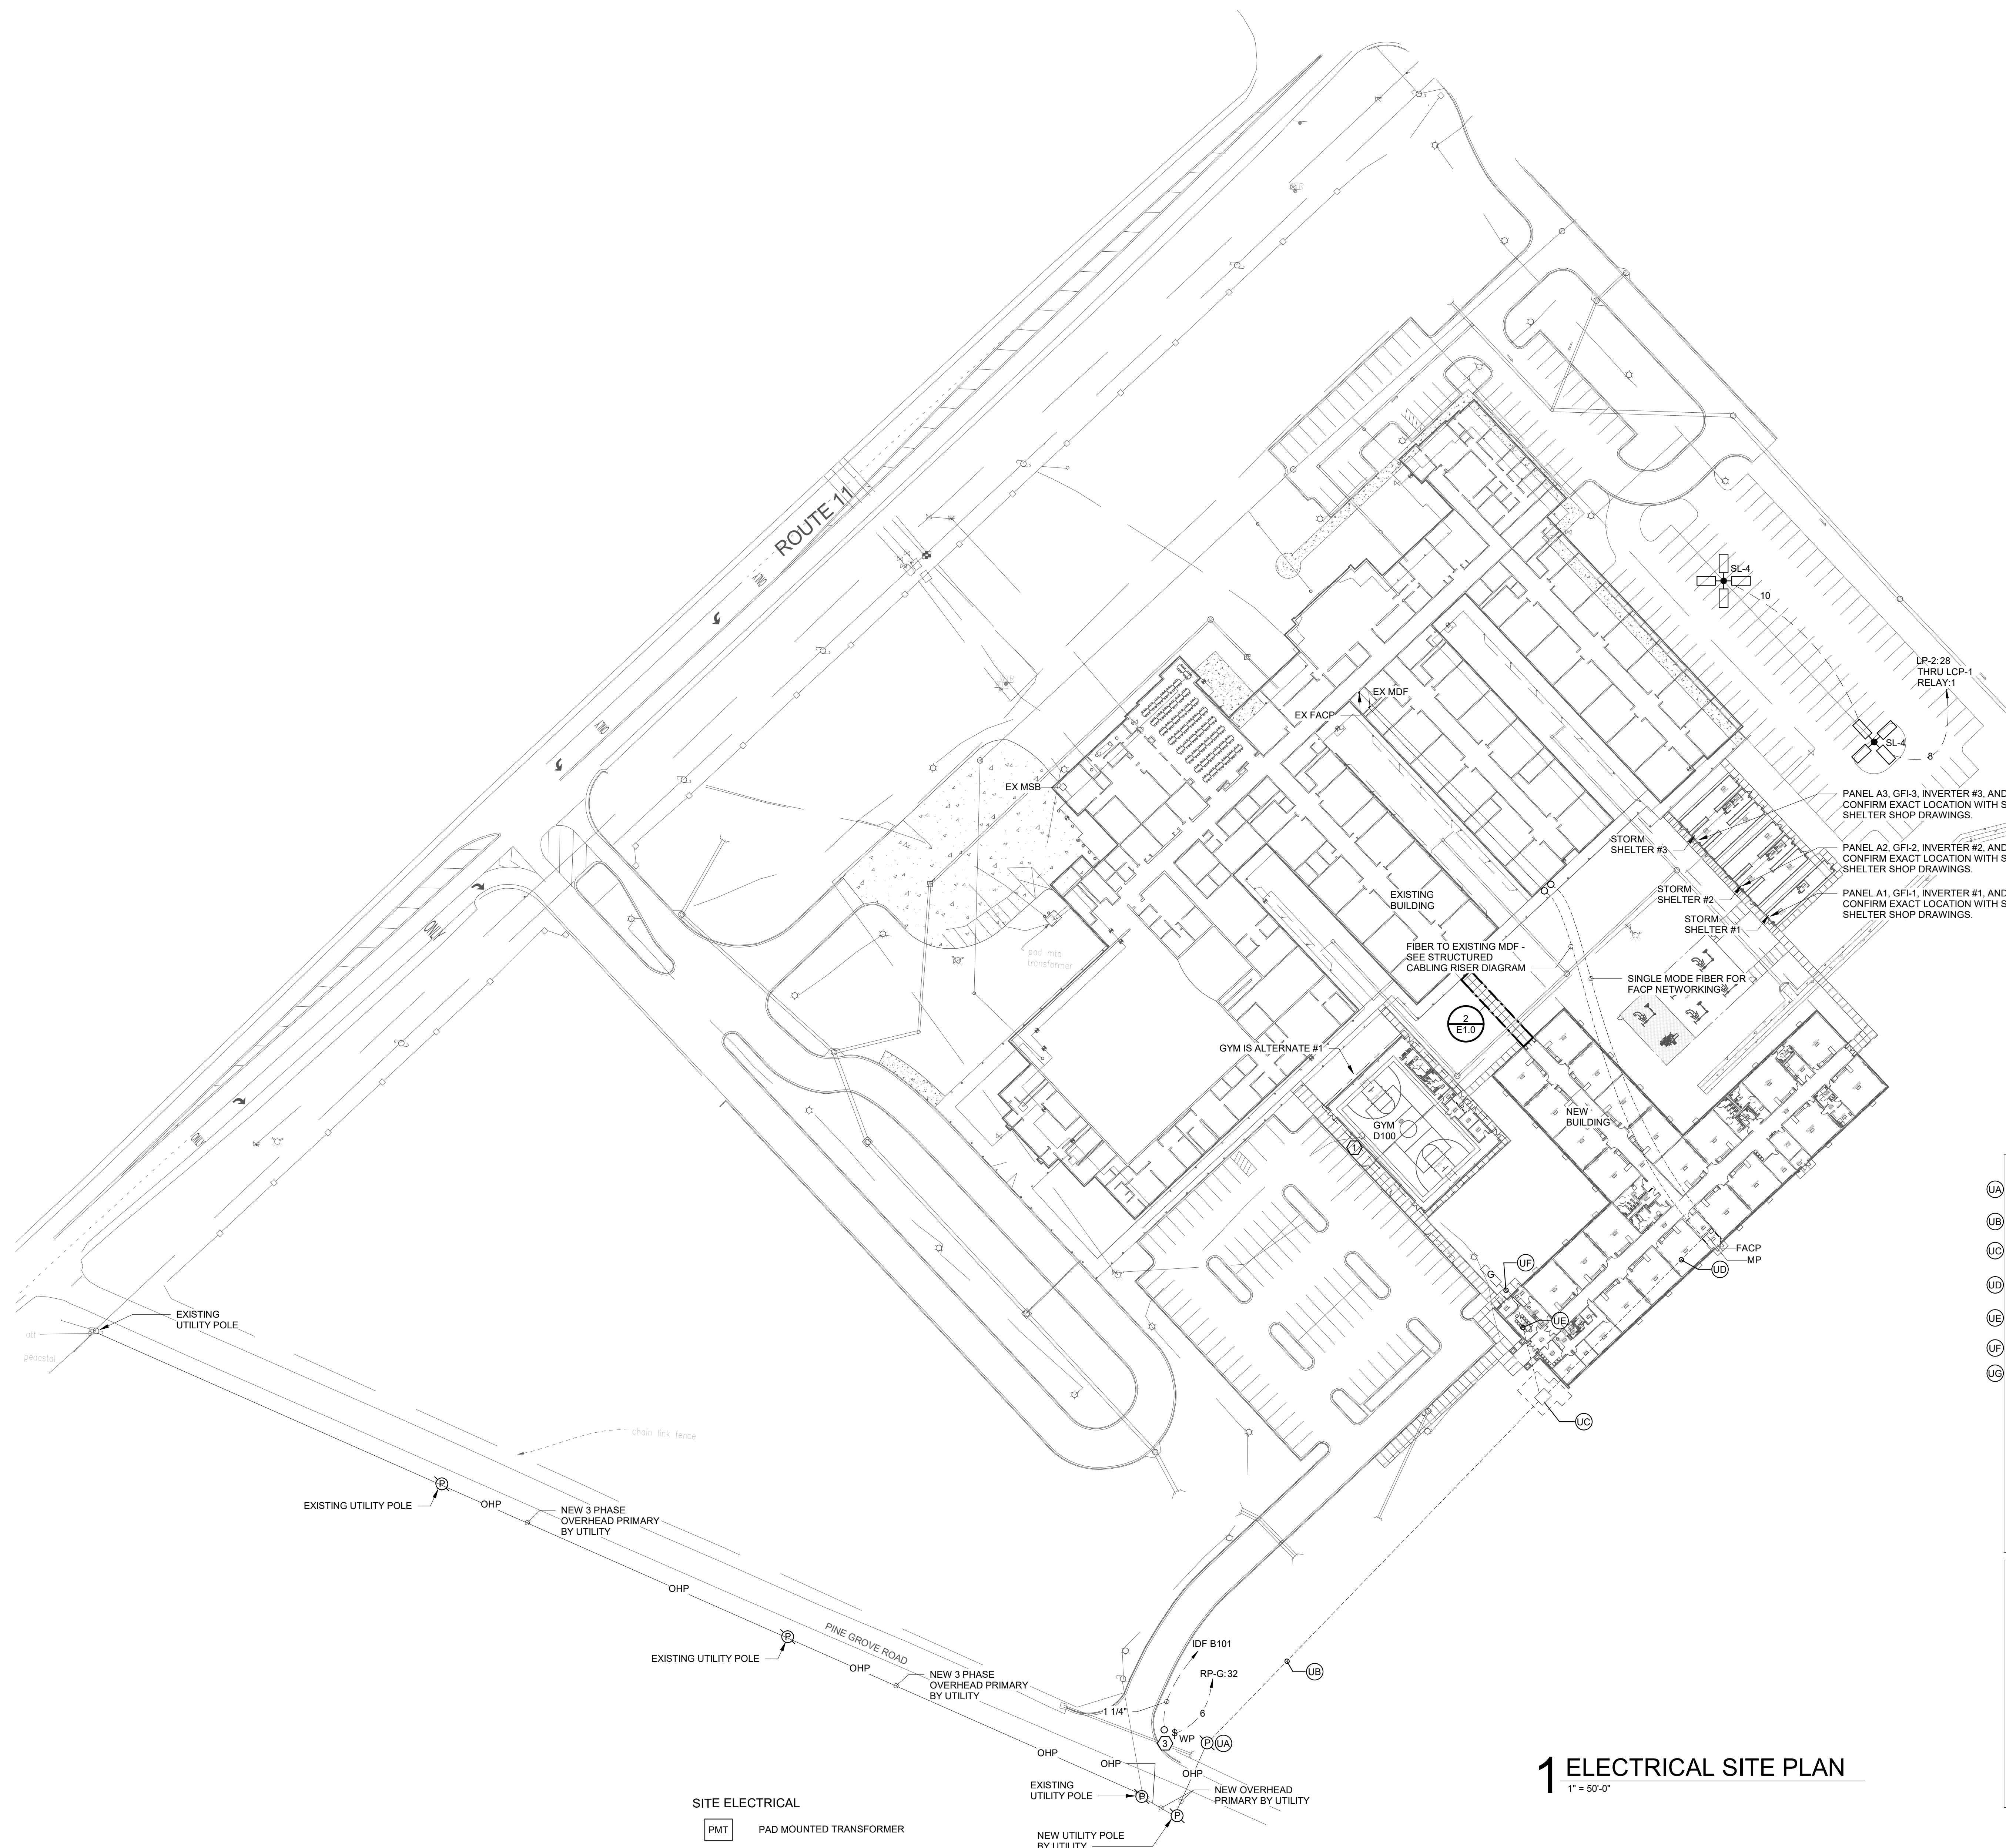 ROUTE 11
ONLY
ONLY
ONLY
ONLY
SL-4
10
LP-2:28
THRU LCP-1
RELAY:1
SL-4
8
EX MDF
EX FACP
EX MSB
PANEL A3, GFI-3, INVERTER #3, AND
CONFIRM EXACT LOCATION WITH S
SHELTER SHOP DRAWINGS.
STORM
SHELTER #3
PANEL A2, GFI-2, INVERTER #2, AND
CONFIRM EXACT LOCATION WITH S
SHELTER SHOP DRAWINGS.
STORM
SHELTER #2
PANEL A1, GFI-1, INVERTER #1, AND
CONFIRM EXACT LOCATION WITH S
SHELTER SHOP DRAWINGS.
STORM
SHELTER #1
EXISTING
BUILDING
FIBER TO EXISTING MDF -
SEE STRUCTURED
CABLING RISER DIAGRAM
SINGLE MODE FIBER FOR
FACP NETWORKING
pad mtd
transformer
2
E1.0
GYM IS ALTERNATE #1
GYM
D100
1
NEW
BUILDING
FACP
MP
UD
UF
G
UE
UC
UA
UB
UC
UD
UE
UF
UG
EXISTING
UTILITY POLE
att
pedestal
chain link fence
P
EXISTING UTILITY POLE
OHP
NEW 3 PHASE
OVERHEAD PRIMARY
BY UTILITY
OHP
PINE GROVE ROAD
P
EXISTING UTILITY POLE
OHP
NEW 3 PHASE
OVERHEAD PRIMARY
BY UTILITY
IDF B101
RP-G:32
UB
1 1/4"
6
$
WP
3
P
UA
OHP
OHP
OHP
EXISTING
UTILITY POLE
P
NEW OVERHEAD
PRIMARY BY UTILITY
P
NEW UTILITY POLE
BY UTILITY
SITE ELECTRICAL
PMT
PAD MOUNTED TRANSFORMER
1 ELECTRICAL SITE PLAN
1" = 50'-0"